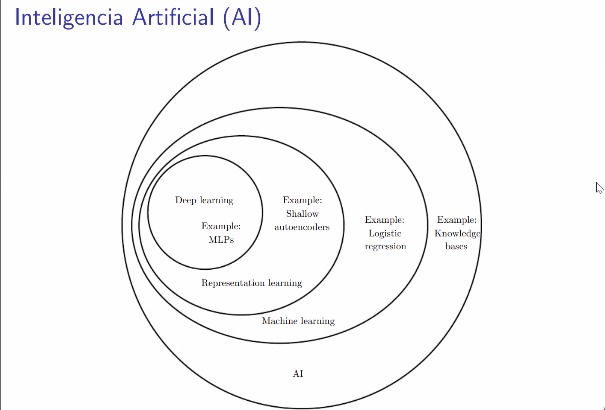 Inteligencia Artificial (AI)
Deep learning
Example:
MLPs
Example:
Shallow
autoencoders
Example:
Logistic
regression
Example:
Knowledge
bases
Representation learning
Machine learning
AI